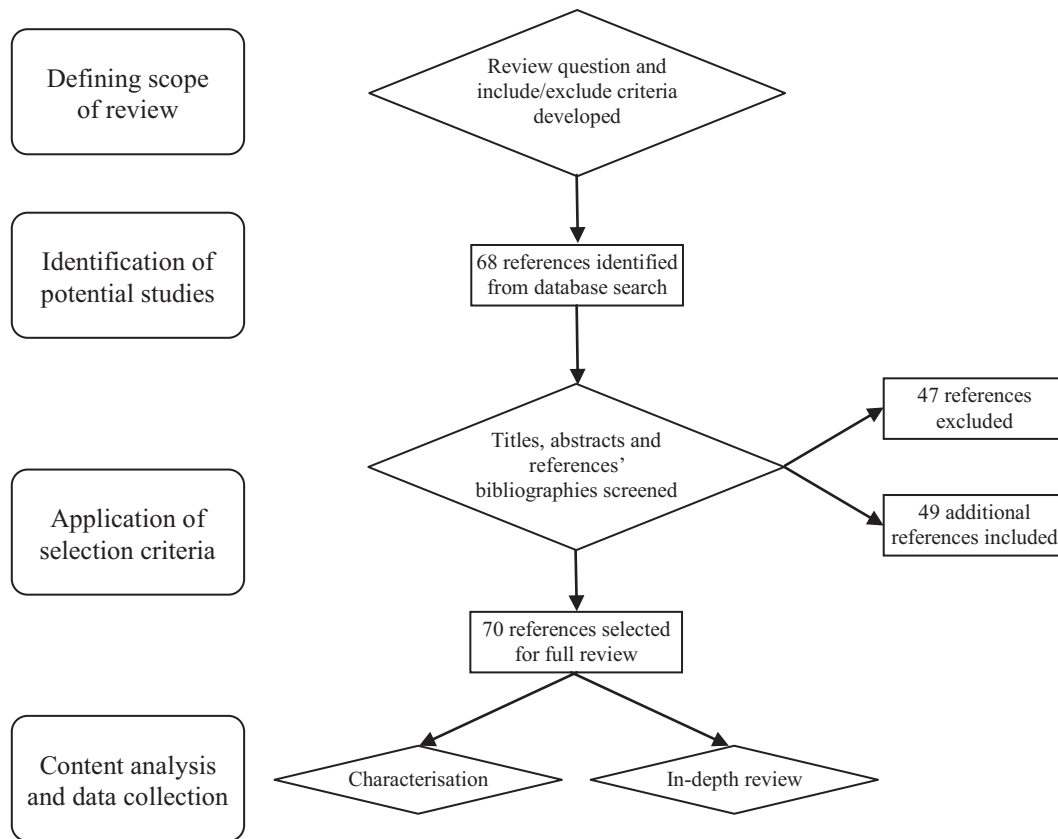 Defining scope
of review
Review question and
include/exclude criteria
developed
Identification of
potential studies
68 references identified
from database search
Application of
selection criteria
Titles, abstracts and
references’
bibliographies screened
47 references
excluded
49 additional
references included
70 references selected
for full review
Content analysis
and data collection
Characterisation
In-depth review